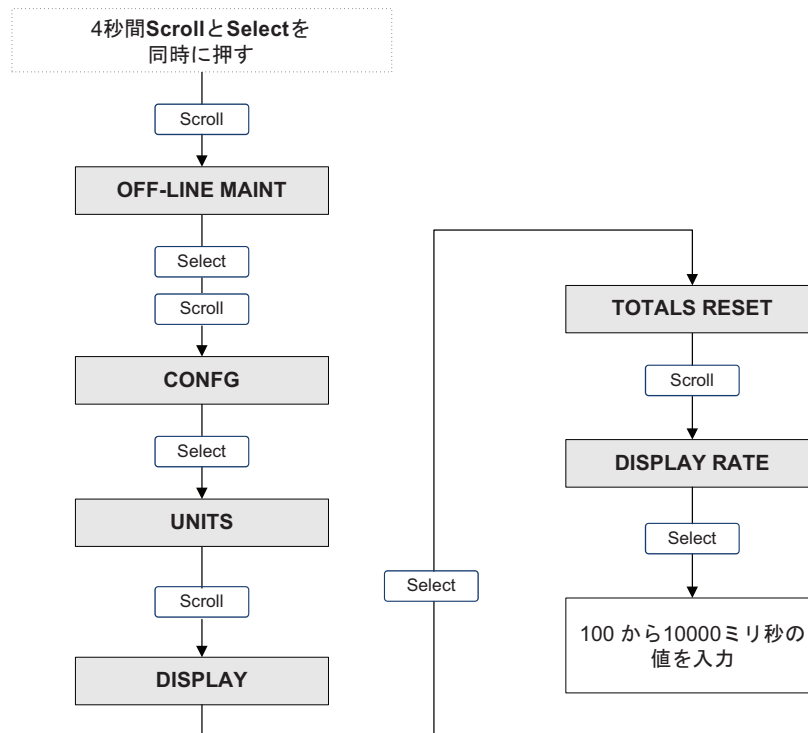 4秒間ScrollとSelectを
同時に押す
Scroll
OFF-LINE MAINT
Select
Scroll
CONFG
Select
UNITS
Scroll
DISPLAY
Select
TOTALS RESET
Scroll
DISPLAY RATE
Select
100 から10000ミリ秒の
値を入力